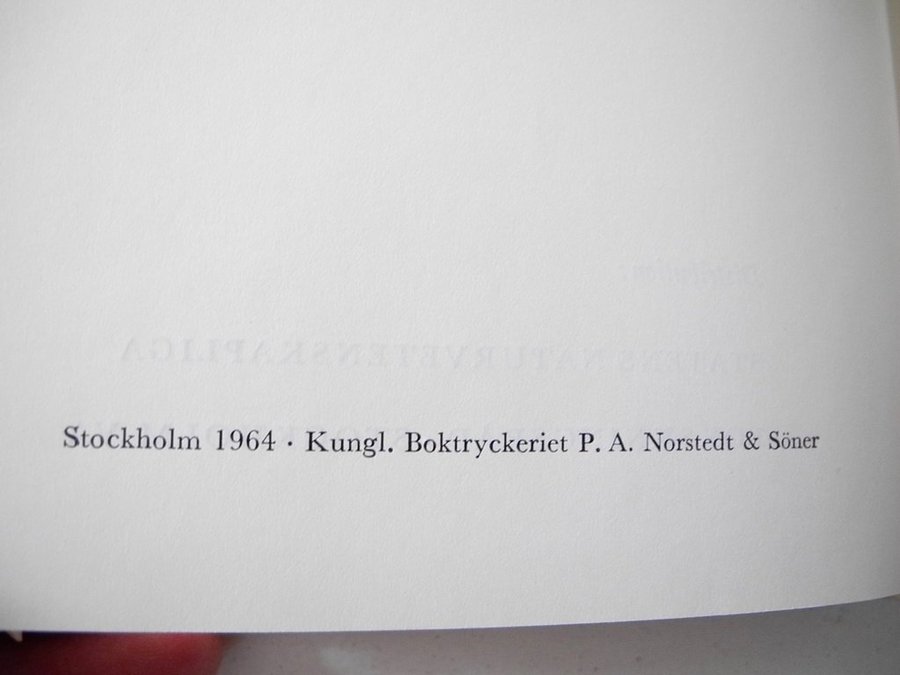 Stockholm 1964 · Kungl. Boktryckeriet P. A. Norstedt & Söner